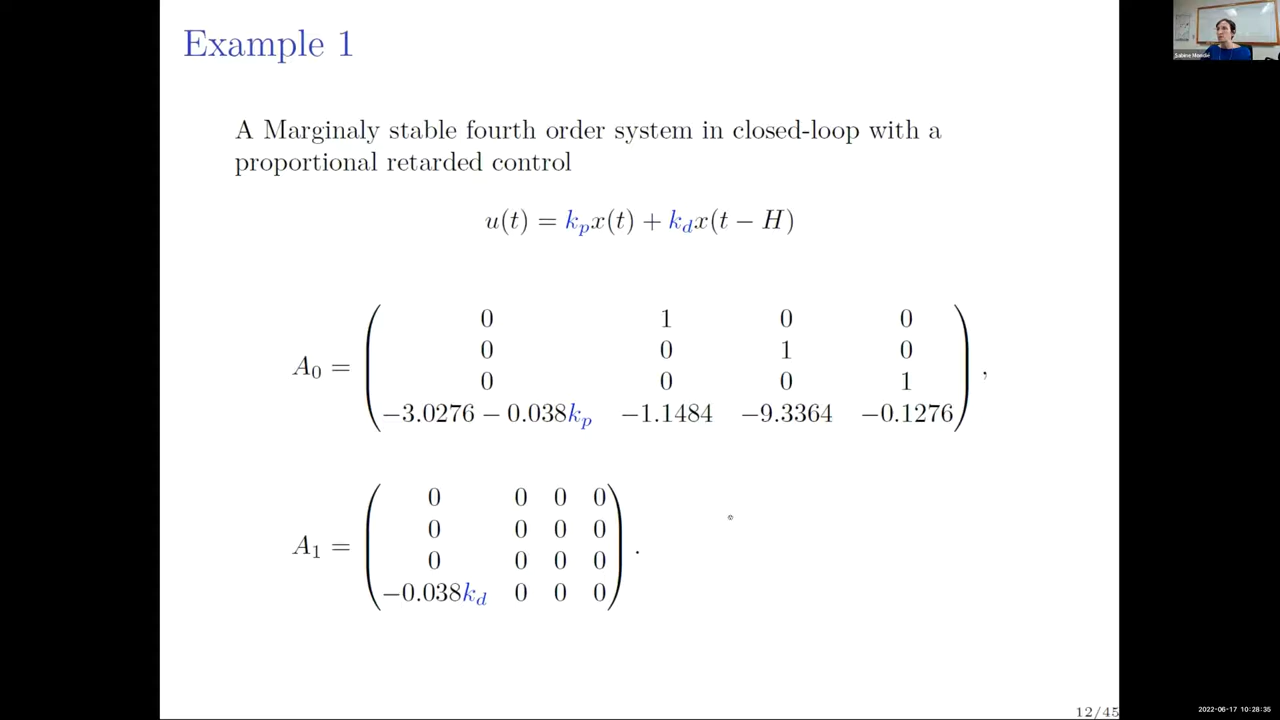 Example 1
A Marginaly stable fourth order system in closed-loop with a
proportional retarded control
u(t) = k_p x(t) + k_d x(t − H)
A_0 =
0 1 0 0
0 0 1 0
0 0 0 1
−3.0276 − 0.038k_p −1.1484 −9.3364 −0.1276
,
A_1 =
0 0 0 0
0 0 0 0
0 0 0 0
−0.038k_d 0 0 0
.
12/45
2022-06-17 10:28:35